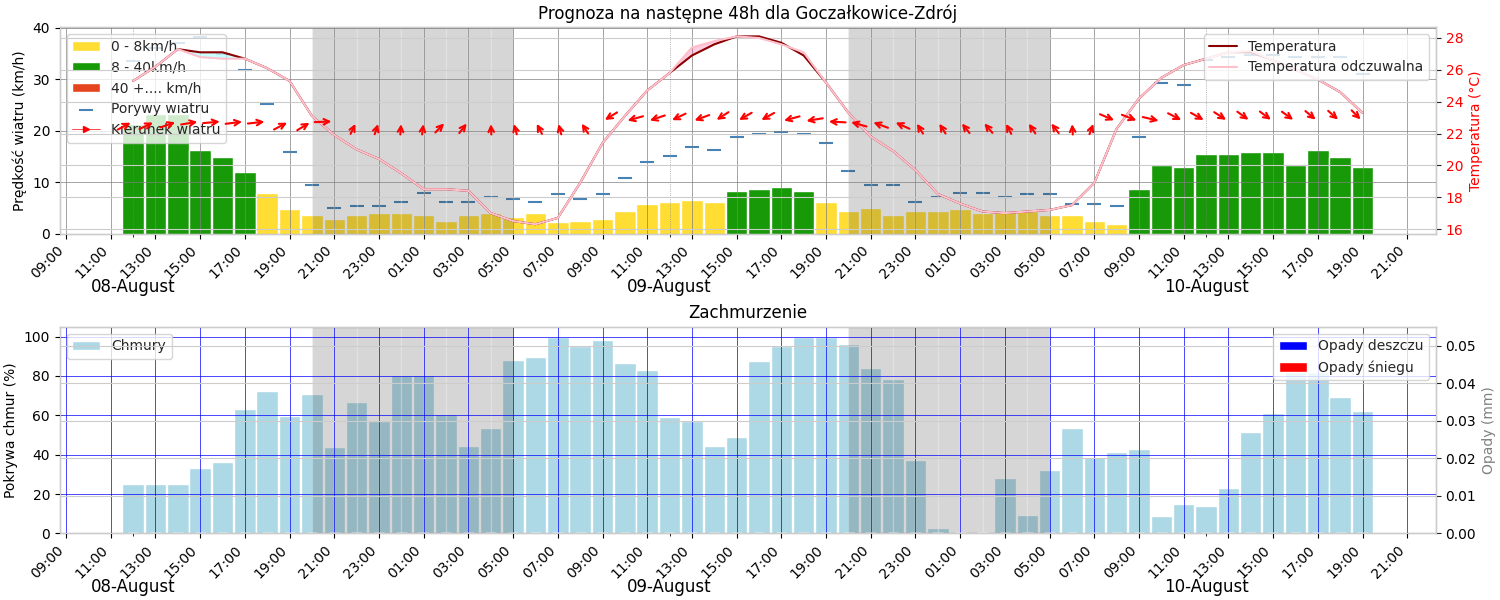 Prognoza na następne 48h dla Goczałkowice-Zdrój
Prędkość wiatru (km/h)
40
30
20
10
0
0 - 8km/h
8 - 40km/h
40 +.... km/h
Porywy wiatru
Kierunek wiatru
Temperatura
Temperatura odczuwalna
28
26
24
22
20
18
16
Temperatura (°C)
09:00 11:00 13:00 15:00 17:00 19:00 21:00 23:00 01:00 03:00 05:00 07:00 09:00 11:00 13:00 15:00 17:00 19:00 21:00 23:00 01:00 03:00 05:00 07:00 09:00 11:00 13:00 15:00 17:00 19:00 21:00
08-August 09-August 10-August
Zachmurzenie
Pokrywa chmur (%)
100
80
60
40
20
0
Chmury
Opady deszczu
Opady śniegu
0.05
0.04
0.03
0.02
0.01
0.00
Opady (mm)
09:00 11:00 13:00 15:00 17:00 19:00 21:00 23:00 01:00 03:00 05:00 07:00 09:00 11:00 13:00 15:00 17:00 19:00 21:00 23:00 01:00 03:00 05:00 07:00 09:00 11:00 13:00 15:00 17:00 19:00 21:00
08-August 09-August 10-August